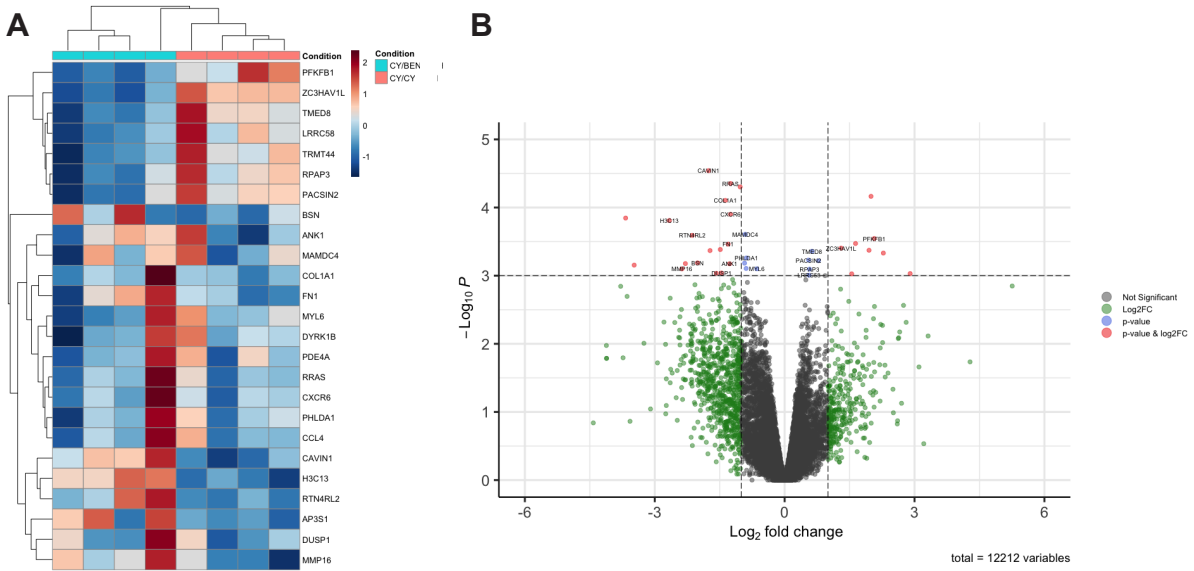 A
Condition
PFKFB1
ZC3HAV1L
TMED8
LRRC58
TRMT44
RPAP3
PACSIN2
BSN
ANK1
MAMDC4
COL1A1
FN1
MYL6
DYRK1B
PDE4A
RRAS
CXCR6
PHLDA1
CCL4
CAVIN1
H3C13
RTN4RL2
AP3S1
DUSP1
MMP16
2
1
0
-1
Condition
CY/BEN
CY/CY
B
5
4
3
2
1
0
− Log10 P
CAVIN1
RRAS
COL1A1
CXCR6
H3C13
RTN4RL2
MAMDC4
FN1
PFKFB1
ZC3HAV1L
TMED8
PHLDA1
PACSIN2
BSN
ANK1
MMP16
MYL6
RPAP3
DUSP1
LRRC58
-6
-3
0
3
6
Log2 fold change
total = 12212 variables
Not Significant
Log2FC
p-value
p-value & log2FC